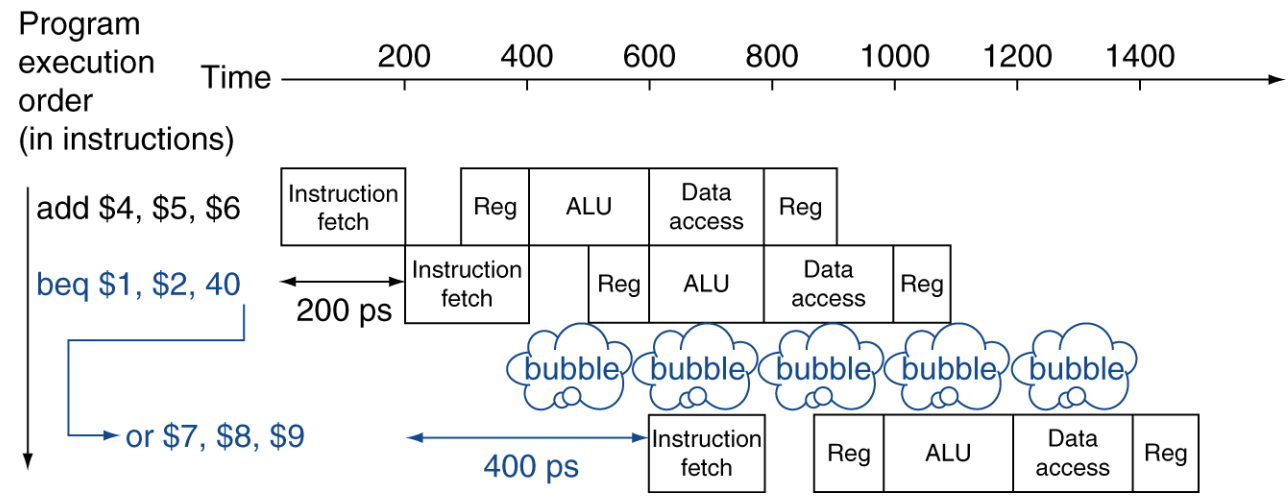 Program
execution
order
(in instructions)
Time
200 400 600 800 1000 1200 1400
add $4, $5, $6
Instruction
fetch
Reg
ALU
Data
access
Reg
beq $1, $2, 40
200 ps
Instruction
fetch
Reg
ALU
Data
access
Reg
bubble bubble bubble bubble bubble
or $7, $8, $9
400 ps
Instruction
fetch
Reg
ALU
Data
access
Reg